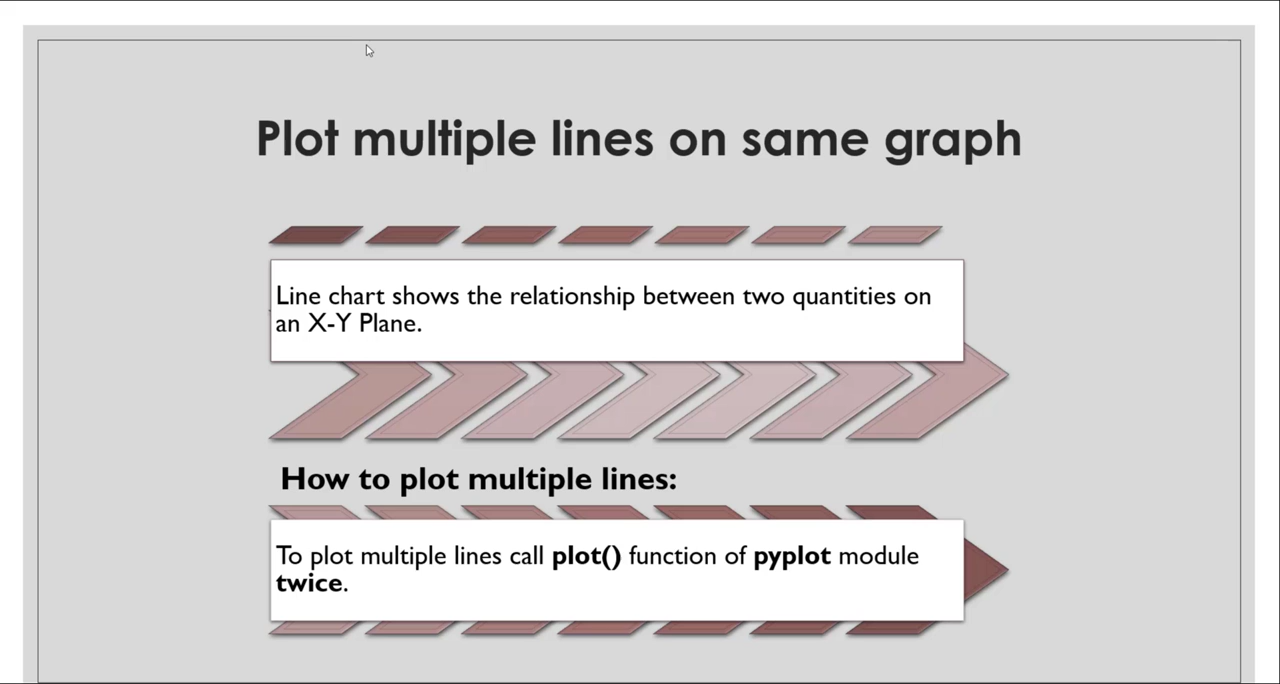 Plot multiple lines on same graph
Line chart shows the relationship between two quantities on
an X-Y Plane.
How to plot multiple lines:
To plot multiple lines call plot() function of pyplot module
twice.